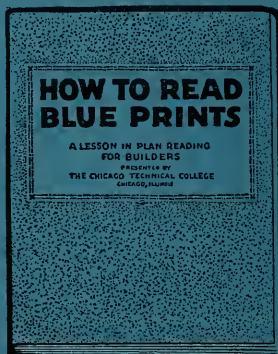 HOW TO READ
BLUE PRINTS
A LESSON IN PLAN READING
FOR BUILDERS
PRESENTED BY
THE CHICAGO TECHNICAL COLLEGE
CHICAGO, ILLINOIS